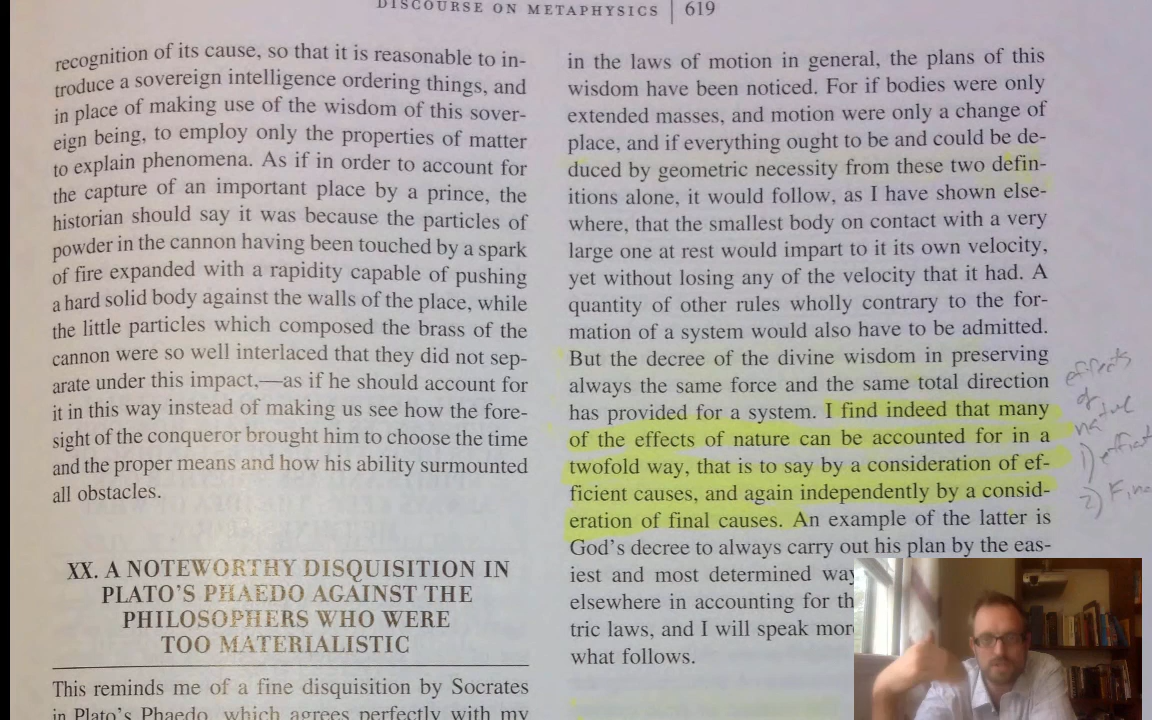 DISCOURSE ON METAPHYSICS | 619
recognition of its cause, so that it is reasonable to in-
troduce a sovereign intelligence ordering things, and
in place of making use of the wisdom of this sover-
eign being, to employ only the properties of matter
to explain phenomena. As if in order to account for
the capture of an important place by a prince, the
historian should say it was because the particles of
powder in the cannon having been touched by a spark
of fire expanded with a rapidity capable of pushing
a hard solid body against the walls of the place, while
the little particles which composed the brass of the
cannon were so well interlaced that they did not sep-
arate under this impact,—as if he should account for
it in this way instead of making us see how the fore-
sight of the conqueror brought him to choose the time
and the proper means and how his ability surmounted
all obstacles.
XX. A NOTEWORTHY DISQUISITION IN
PLATO'S PHAEDO AGAINST THE
PHILOSOPHERS WHO WERE
TOO MATERIALISTIC
This reminds me of a fine disquisition by Socrates
in Plato's Phaedo, which agrees perfectly with my
in the laws of motion in general, the plans of this
wisdom have been noticed. For if bodies were only
extended masses, and motion were only a change of
place, and if everything ought to be and could be de-
duced by geometric necessity from these two defin-
itions alone, it would follow, as I have shown else-
where, that the smallest body on contact with a very
large one at rest would impart to it its own velocity,
yet without losing any of the velocity that it had. A
quantity of other rules wholly contrary to the for-
mation of a system would also have to be admitted.
But the decree of the divine wisdom in preserving
always the same force and the same total direction
has provided for a system. I find indeed that many
of the effects of nature can be accounted for in a
twofold way, that is to say by a consideration of ef-
ficient causes, and again independently by a consid-
eration of final causes. An example of the latter is
God's decree to always carry out his plan by the eas-
iest and most determined way
elsewhere in accounting for th
tric laws, and I will speak mor
what follows.
effects
of
1)
2) Fin